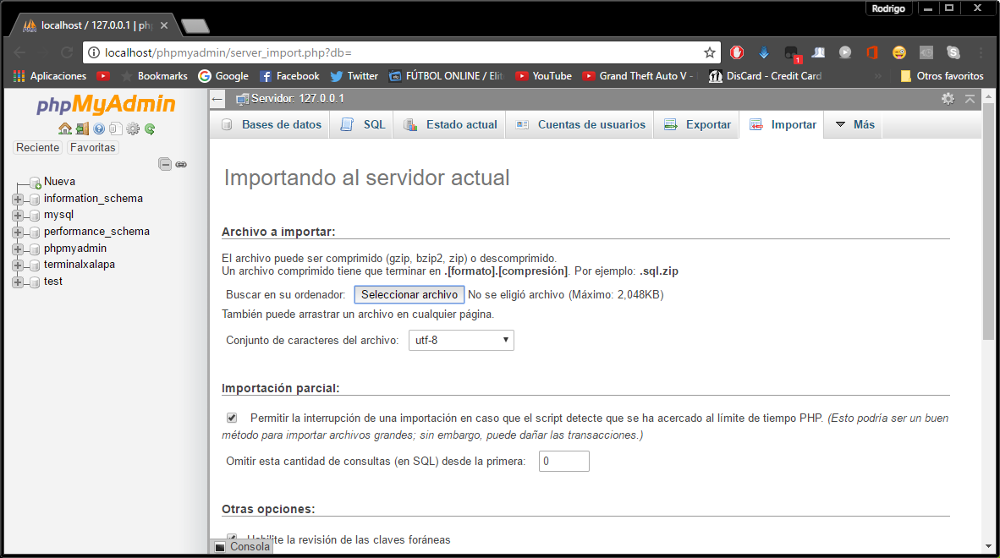 Rodrigo
localhost / 127.0.0.1 | ph
localhost/phpmyadmin/server_import.php?db=
1
Aplicaciones
Bookmarks
Google
Facebook
Twitter
FÚTBOL ONLINE / Elit
YouTube
Grand Theft Auto V -
DisCard - Credit Card
Otros favoritos
phpMyAdmin
Reciente
Favoritas
Nueva
information_schema
mysql
performance_schema
phpmyadmin
terminalxalapa
test
Servidor: 127.0.0.1
Bases de datos
SQL
Estado actual
Cuentas de usuarios
Exportar
Importar
Más
Importando al servidor actual
Archivo a importar:
El archivo puede ser comprimido (gzip, bzip2, zip) o descomprimido.
Un archivo comprimido tiene que terminar en .[formato].[compresión]. Por ejemplo: .sql.zip
Buscar en su ordenador: Seleccionar archivo No se eligió archivo (Máximo: 2,048KB)
También puede arrastrar un archivo en cualquier página.
Conjunto de caracteres del archivo: utf-8
Importación parcial:
Permitir la interrupción de una importación en caso que el script detecte que se ha acercado al límite de tiempo PHP. (Esto podría ser un buen
método para importar archivos grandes; sin embargo, puede dañar las transacciones.)
Omitir esta cantidad de consultas (en SQL) desde la primera: 0
Otras opciones:
Habilite la revisión de las claves foráneas
Consola